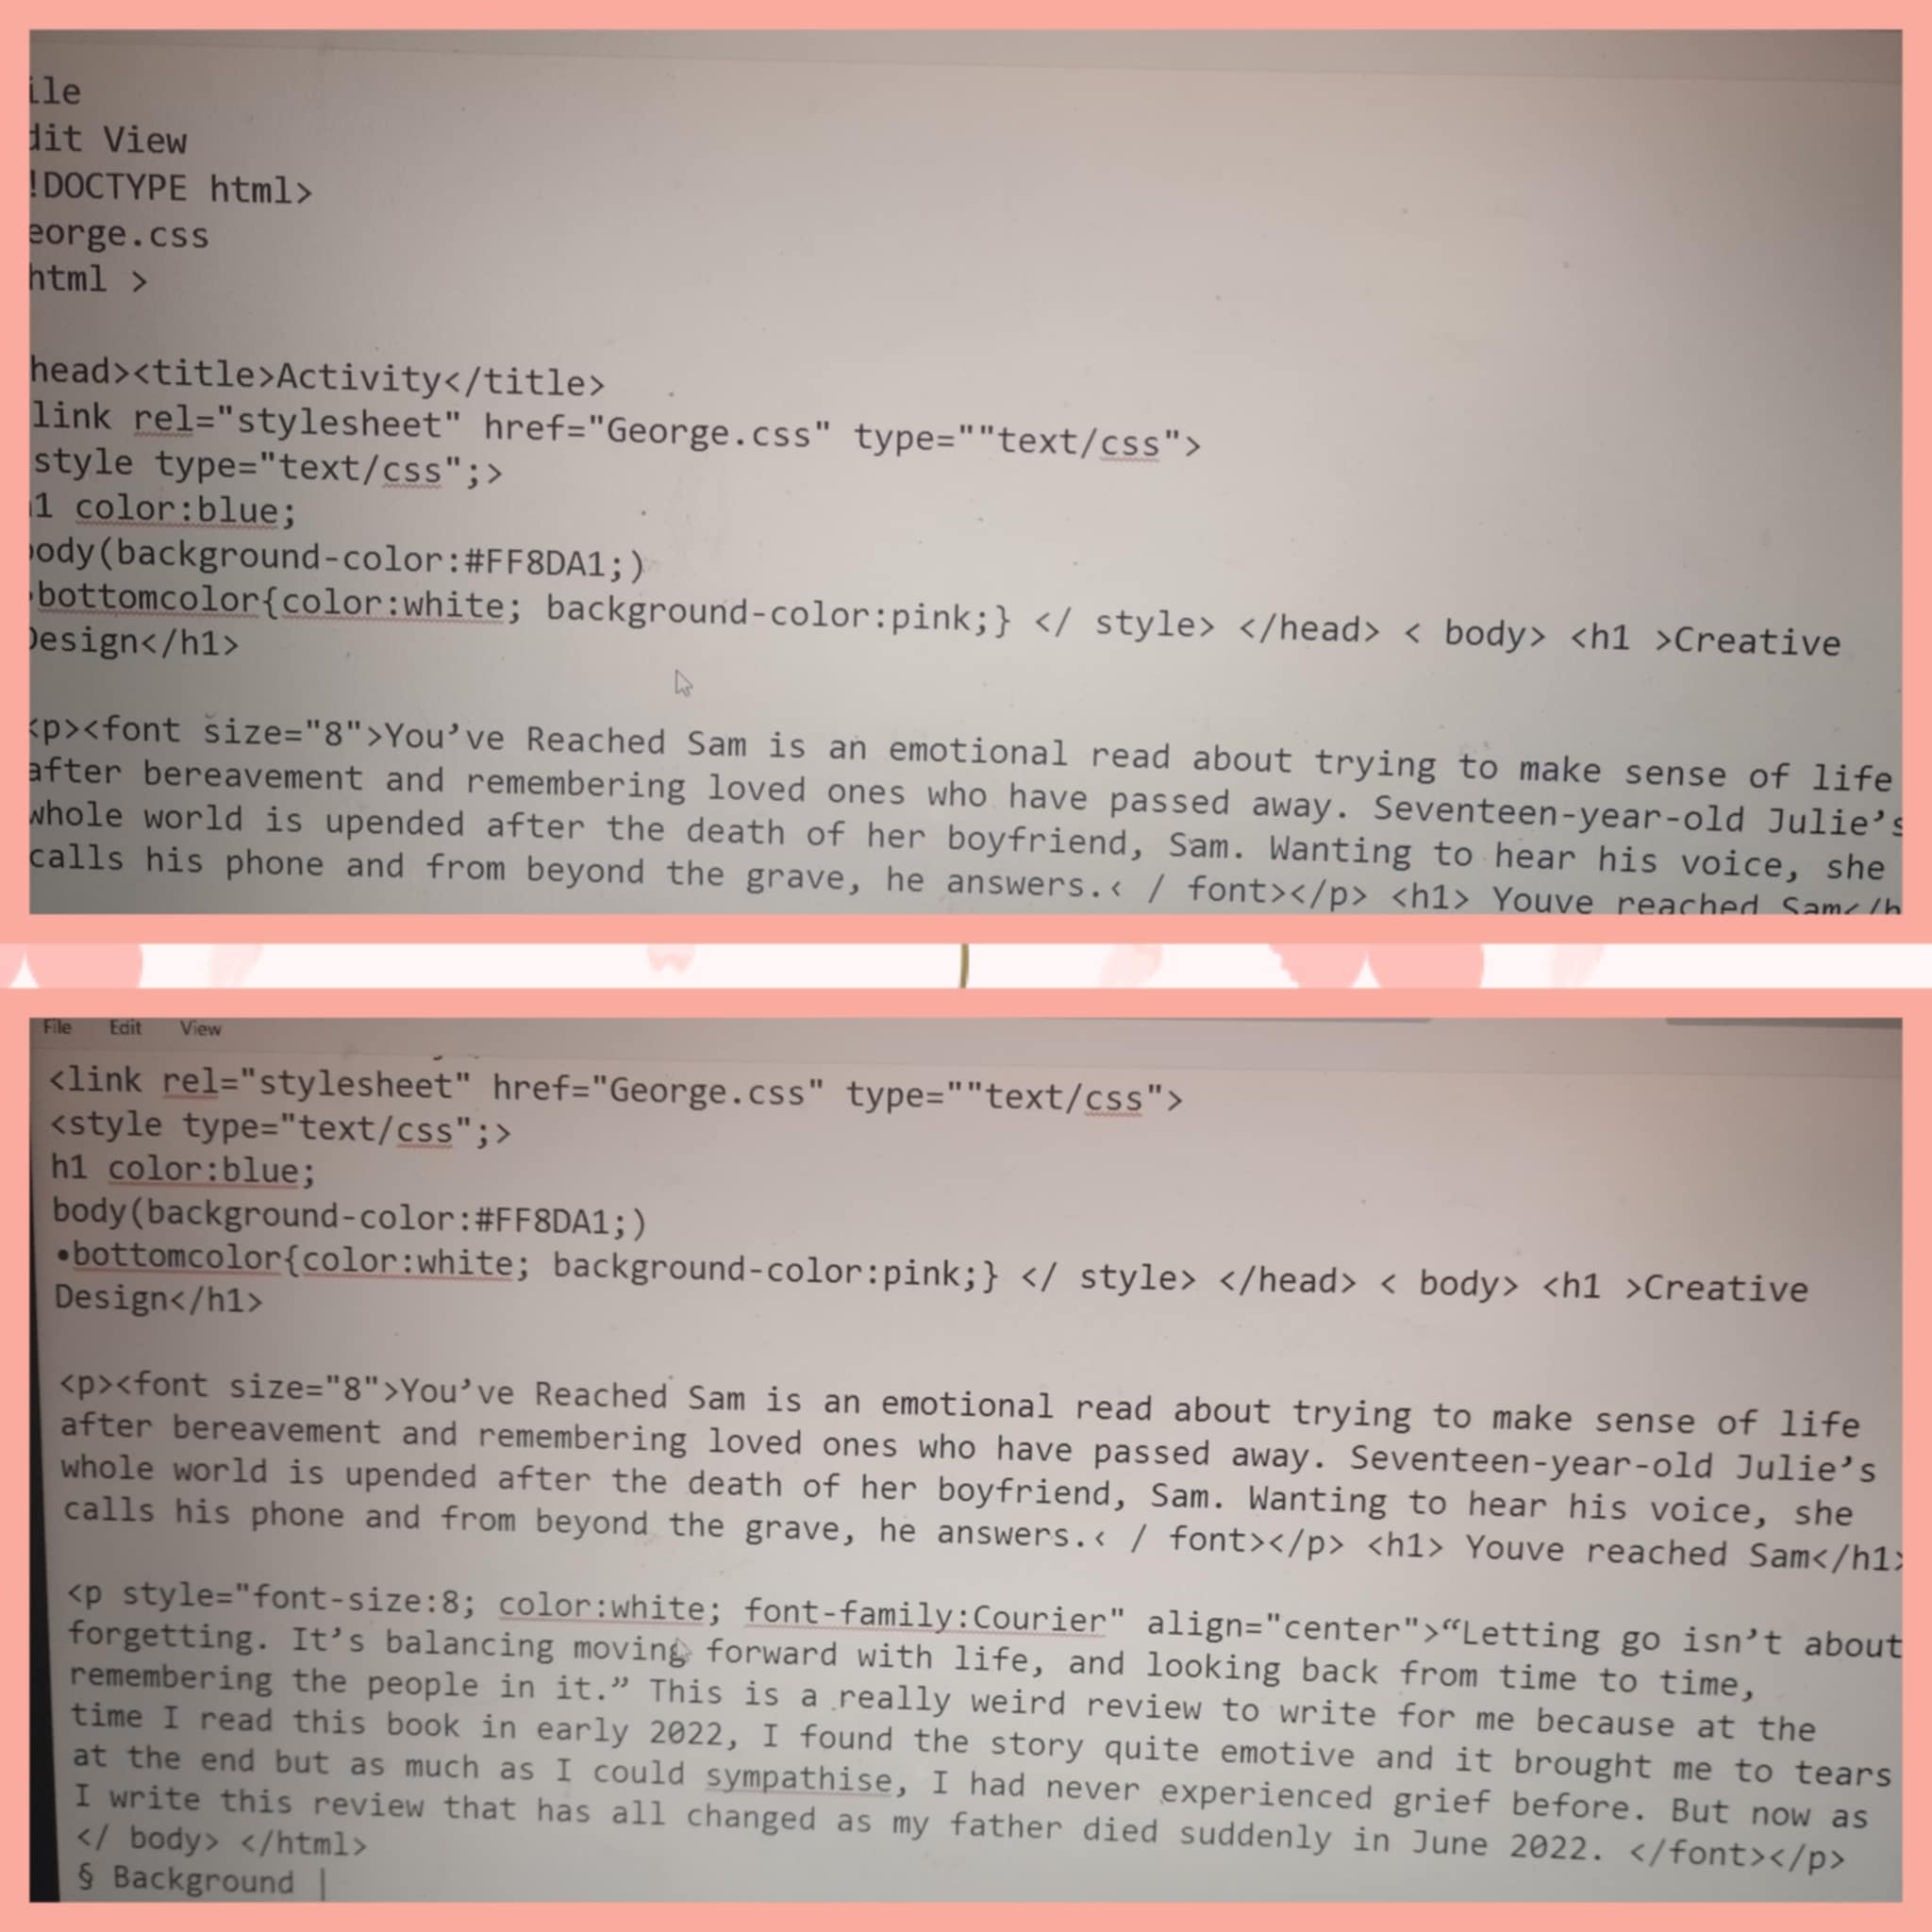 ile
dit View
!DOCTYPE html>
eorge.css
html >
head><title>Activity</title>
link rel="stylesheet" href="George.css" type=""text/css">
style type="text/css";>
1 color:blue;
ody(background-color:#FF8DA1;)
•bottomcolor{color:white; background-color:pink;} </ style> </head> < body> <h1 >Creative
Design</h1>
<p><font size="8">You’ve Reached Sam is an emotional read about trying to make sense of life
after bereavement and remembering loved ones who have passed away. Seventeen-year-old Julie’s
whole world is upended after the death of her boyfriend, Sam. Wanting to hear his voice, she
calls his phone and from beyond the grave, he answers.‹ / font></p> <h1> Youve reached Sam</h
File Edit View
<link rel="stylesheet" href="George.css" type=""text/css">
<style type="text/css";>
h1 color:blue;
body(background-color:#FF8DA1;)
•bottomcolor{color:white; background-color:pink;} </ style> </head> < body> <h1 >Creative
Design</h1>
<p><font size="8">You’ve Reached Sam is an emotional read about trying to make sense of life
after bereavement and remembering loved ones who have passed away. Seventeen-year-old Julie’s
whole world is upended after the death of her boyfriend, Sam. Wanting to hear his voice, she
calls his phone and from beyond the grave, he answers.‹ / font></p> <h1> Youve reached Sam</h1>
<p style="font-size:8; color:white; font-family:Courier" align="center">“Letting go isn’t about
forgetting. It’s balancing moving forward with life, and looking back from time to time,
remembering the people in it.” This is a really weird review to write for me because at the
time I read this book in early 2022, I found the story quite emotive and it brought me to tears
at the end but as much as I could sympathise, I had never experienced grief before. But now as
I write this review that has all changed as my father died suddenly in June 2022. </font></p>
</ body> </html>
§ Background